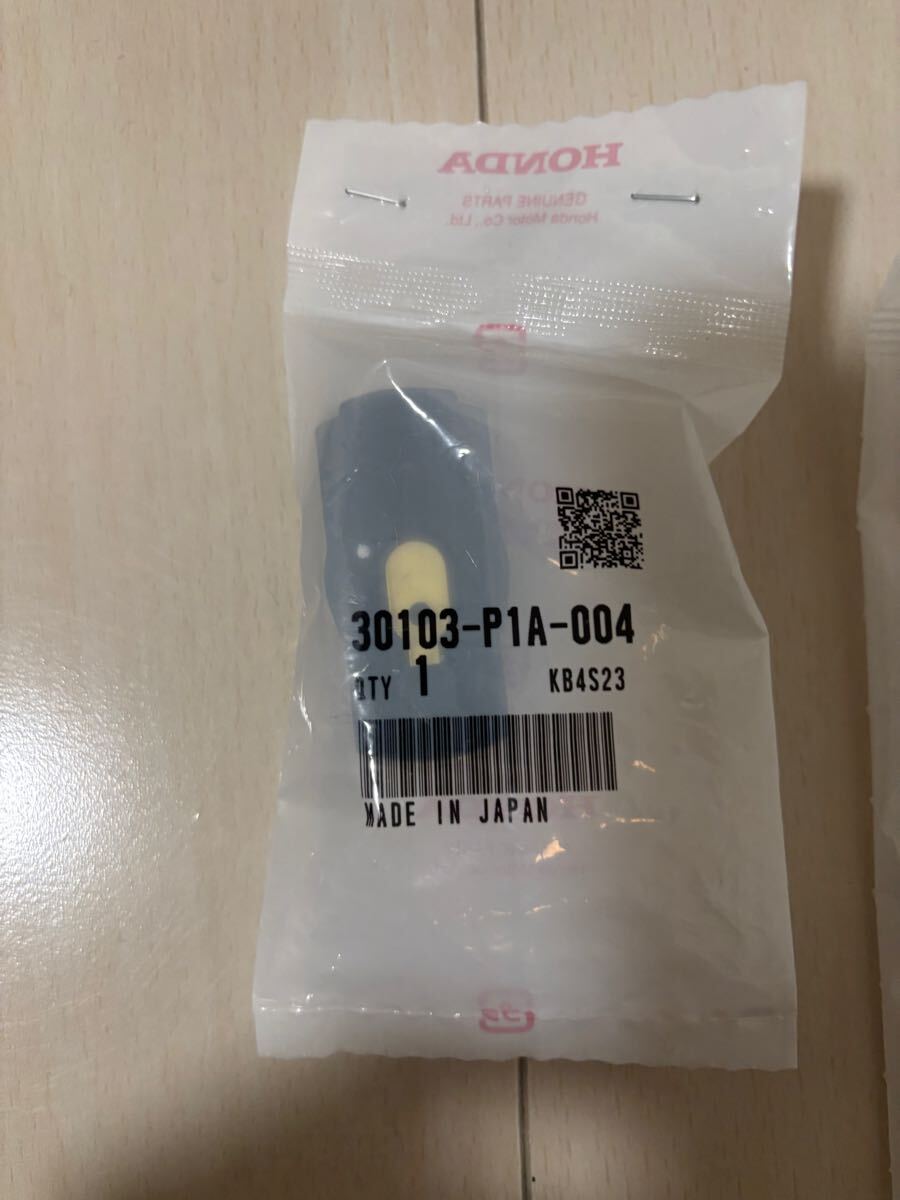 HONDA
GENUINE PARTS
Honda Motor Co., Ltd.
30103-P1A-004
QTY 1 KB4S23
MADE IN JAPAN